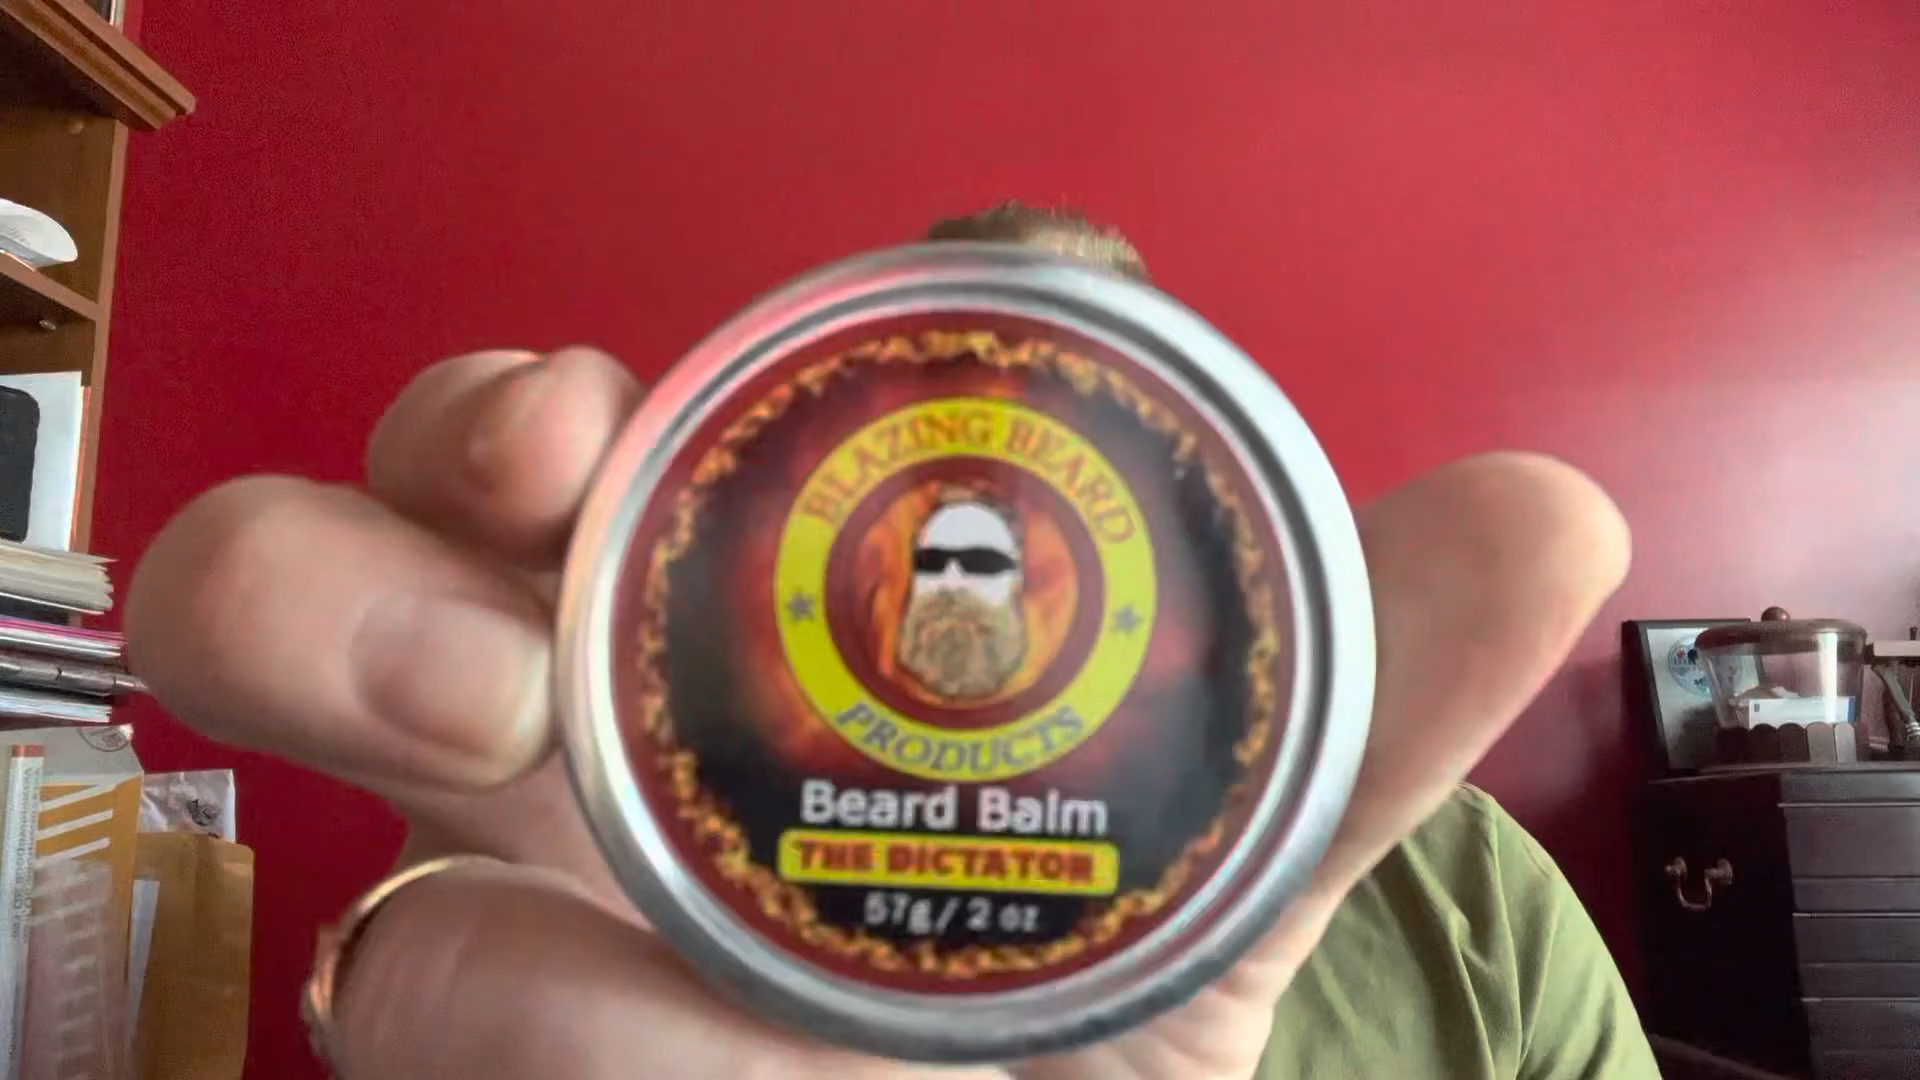 BLAZING BEARD
PRODUCTS
Beard Balm
THE DICTATOR
57g / 2 oz